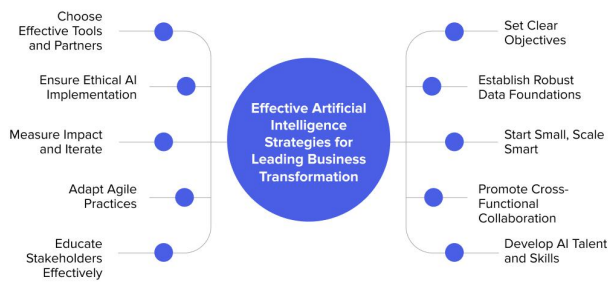 Choose
Effective Tools
and Partners
Ensure Ethical AI
Implementation
Measure Impact
and Iterate
Adapt Agile
Practices
Educate
Stakeholders
Effectively
Effective Artificial
Intelligence
Strategies for
Leading Business
Transformation
Set Clear
Objectives
Establish Robust
Data Foundations
Start Small, Scale
Smart
Promote Cross-
Functional
Collaboration
Develop AI Talent
and Skills